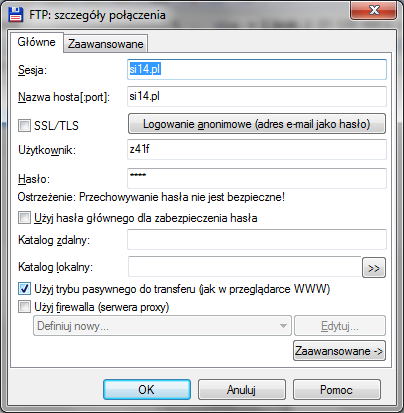 FTP: szczegóły połączenia
Główne Zaawansowane
Sesja: si14.pl
Nazwa hosta[:port]: si14.pl
SSL/TLS Logowanie anonimowe (adres e-mail jako hasło)
Użytkownik: z41f
Hasło: ****
Ostrzeżenie: Przechowywanie hasła nie jest bezpieczne!
Użyj hasła głównego dla zabezpieczenia hasła
Katalog zdalny:
Katalog lokalny: >>
Użyj trybu pasywnego do transferu (jak w przeglądarce WWW)
Użyj firewalla (serwera proxy)
Definiuj nowy... Edytuj...
Zaawansowane ->
OK Anuluj Pomoc